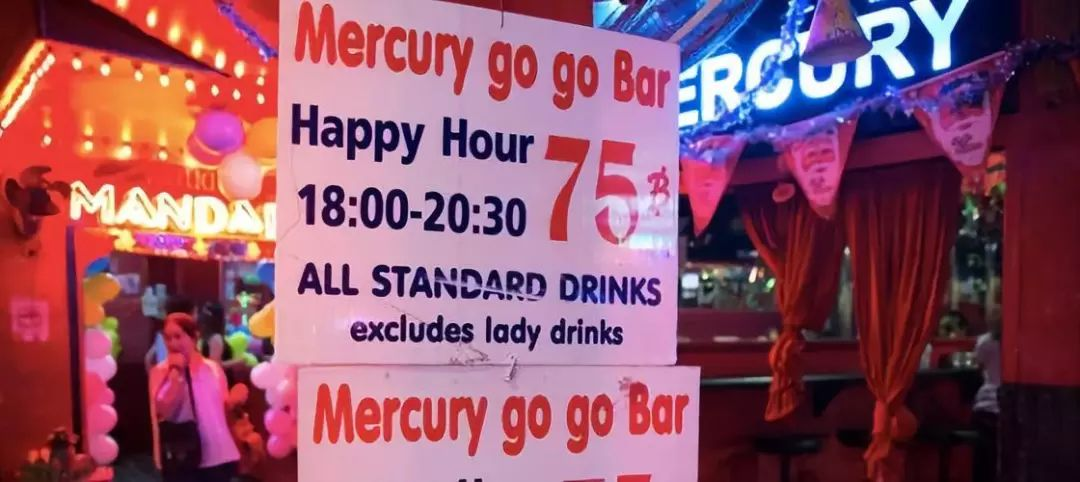 Mercury go go Bar
Happy Hour 75฿
18:00-20:30
ALL STANDARD DRINKS
excludes lady drinks
Mercury go go Bar
ERCURY
MANDA